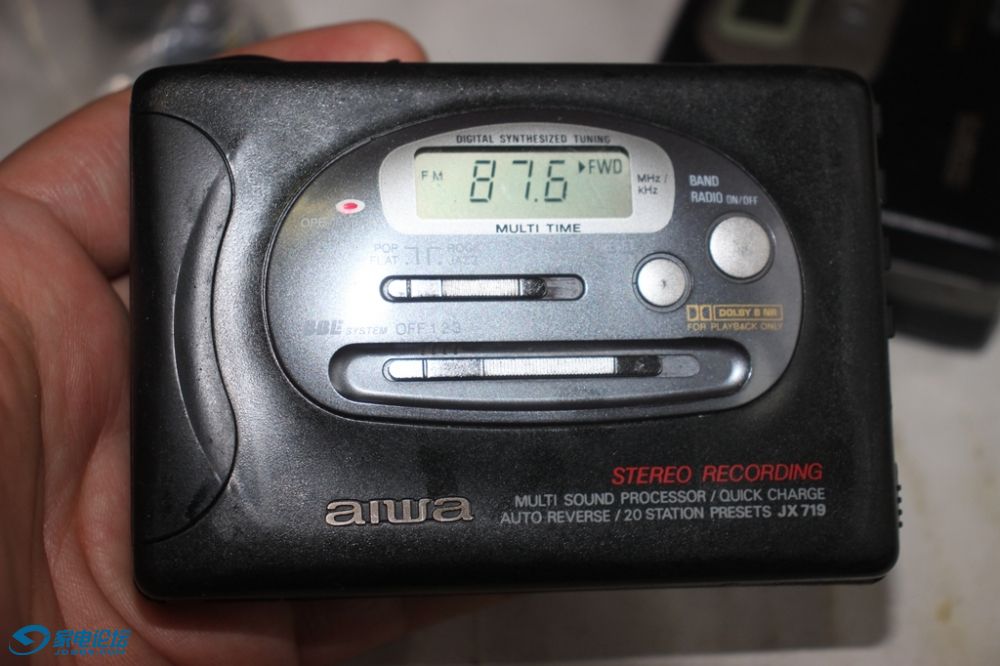 DIGITAL SYNTHESIZED TUNING
FM 87.6 ▶FWD
MHz /
kHz
MULTI TIME
BAND
RADIO ON/OFF
OPE
POP ROCK
FLAT JAZZ
BBE SYSTEM OFF 1 2 3
DOLBY B NR
FOR PLAYBACK ONLY
STEREO RECORDING
aiwa
MULTI SOUND PROCESSOR / QUICK CHARGE
AUTO REVERSE / 20 STATION PRESETS JX719
家电论坛